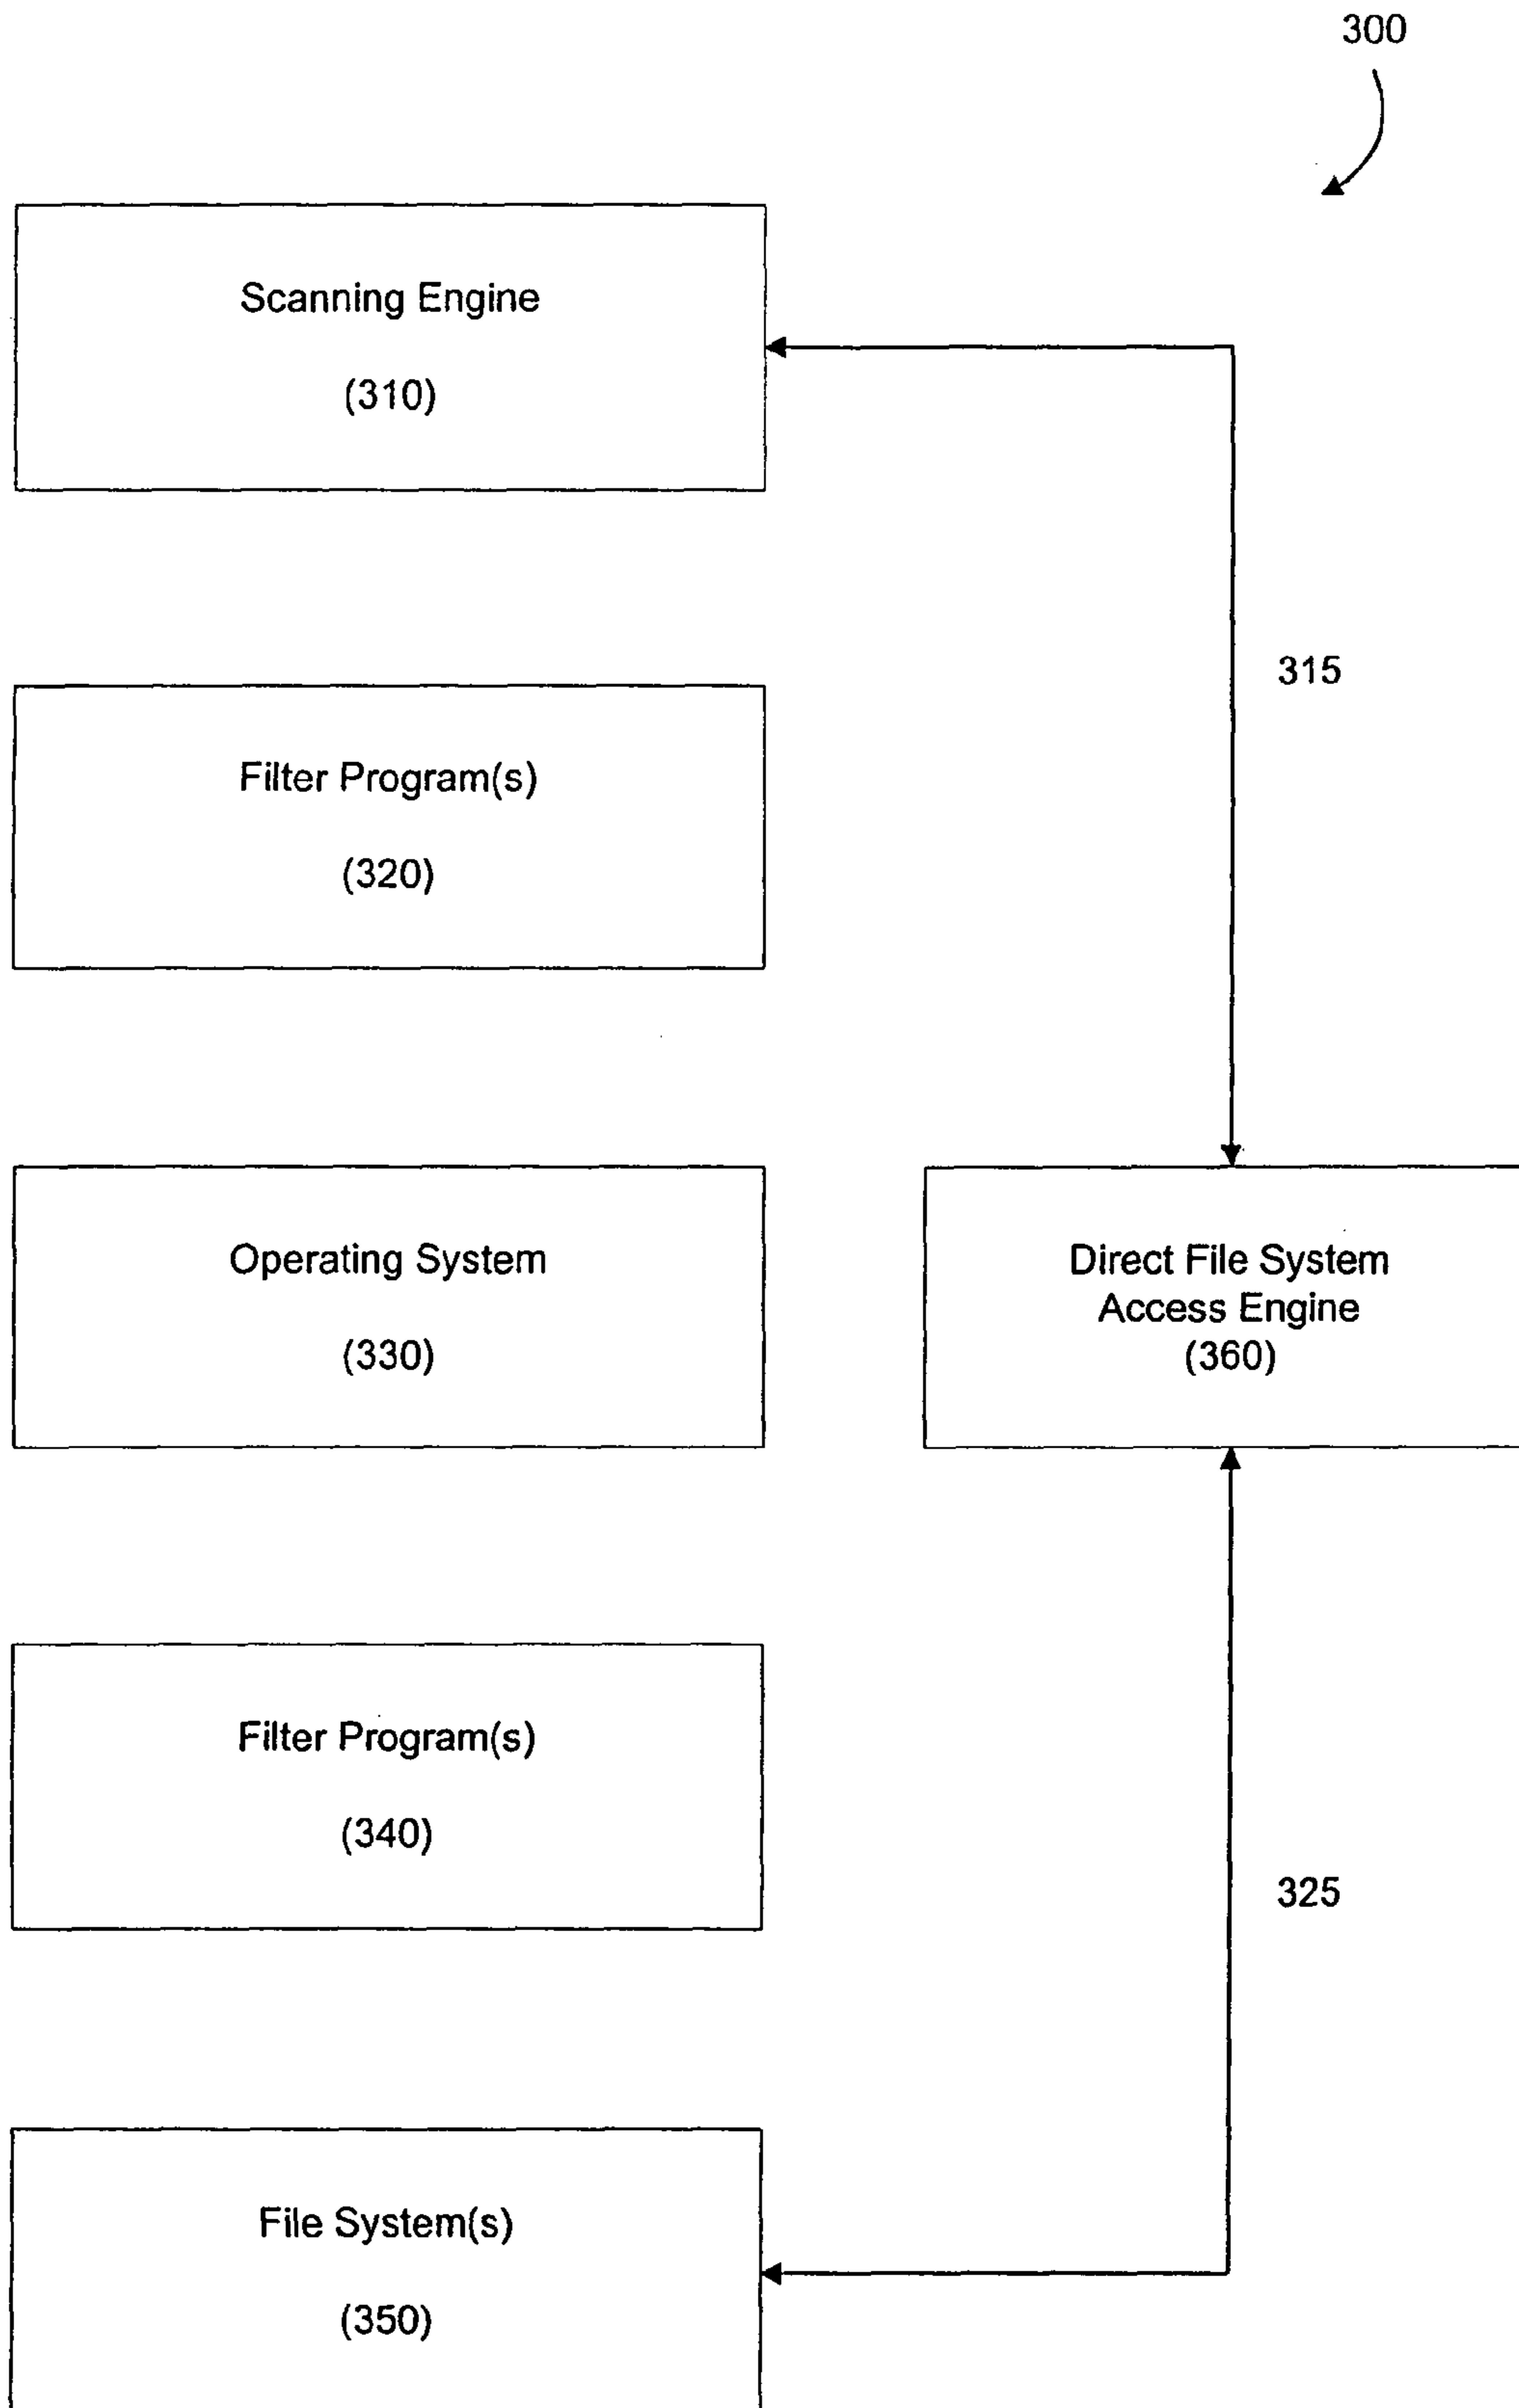 300
Scanning Engine
(310)
315
Filter Program(s)
(320)
Operating System
(330)
Direct File System
Access Engine
(360)
Filter Program(s)
(340)
325
File System(s)
(350)